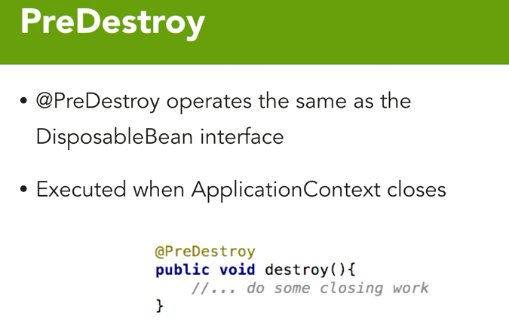 PreDestroy
• @PreDestroy operates the same as the
DisposableBean interface
• Executed when ApplicationContext closes
@PreDestroy
public void destroy(){
//... do some closing work
}